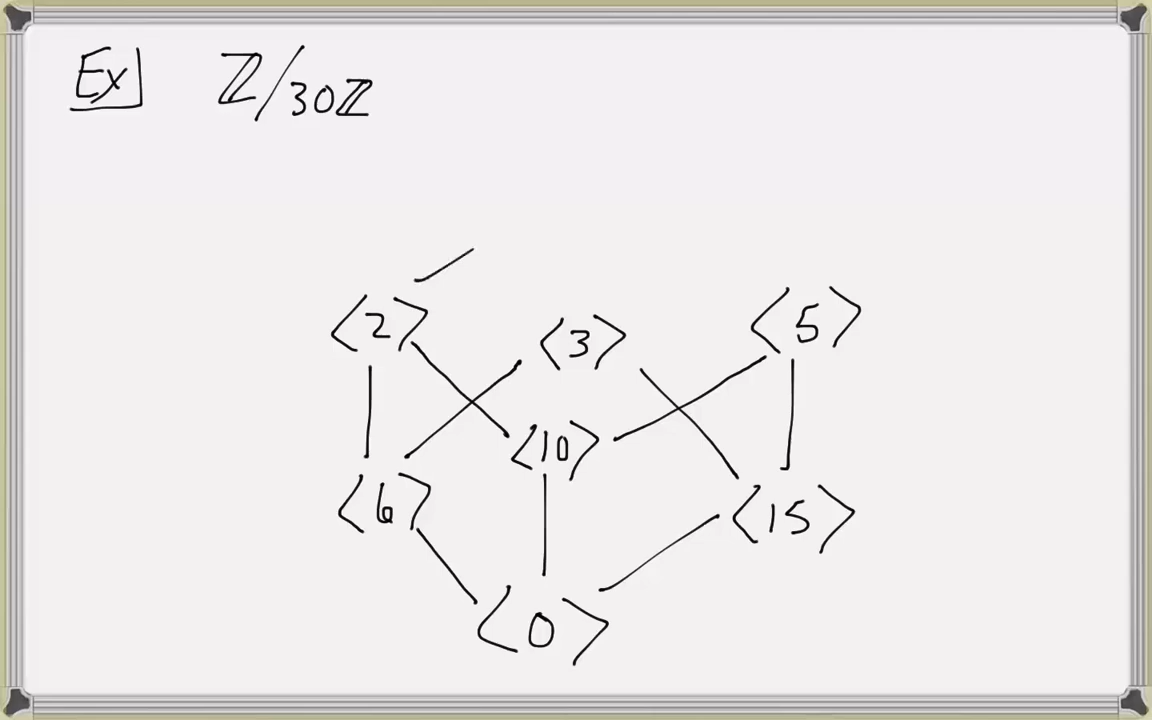 Ex ℤ/30ℤ
<2> <3> <5>
<10>
<6> <15>
<0>